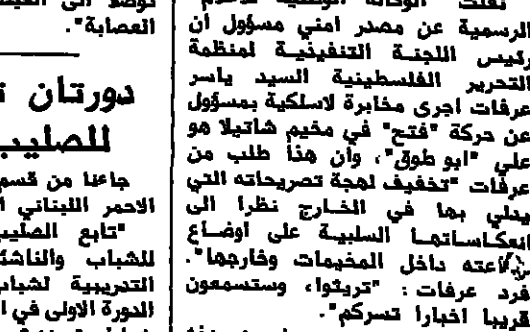 نقلت الوكالة الوطنية للاعلام
الرسمية عن مصدر امني مسؤول ان
رئيس اللجنة التنفيذية لمنظمة
التحرير الفلسطينية السيد ياسر
عرفات اجرى مخابرة لاسلكية بمسؤول
عن حركة "فتح" في مخيم شاتيلا هو
علي "ابو طوق"، وان هذا طلب من
عرفات "تخفيف لهجة تصريحاته التي
يدلي بها في الخارج نظرا الى
انعكاساتها السلبية على اوضاع
جماعته داخل المخيمات وخارجها".
فرد عرفات : "تريثوا، وستسمعون
قريبا اخبارا تسركم".
العصابة".
دورتان
للصليب
جاءنا من قسم
الاحمر اللبناني
"تابع الصليب
للشباب والناشئ
التدريبية لشباب
الدورة الاولى في